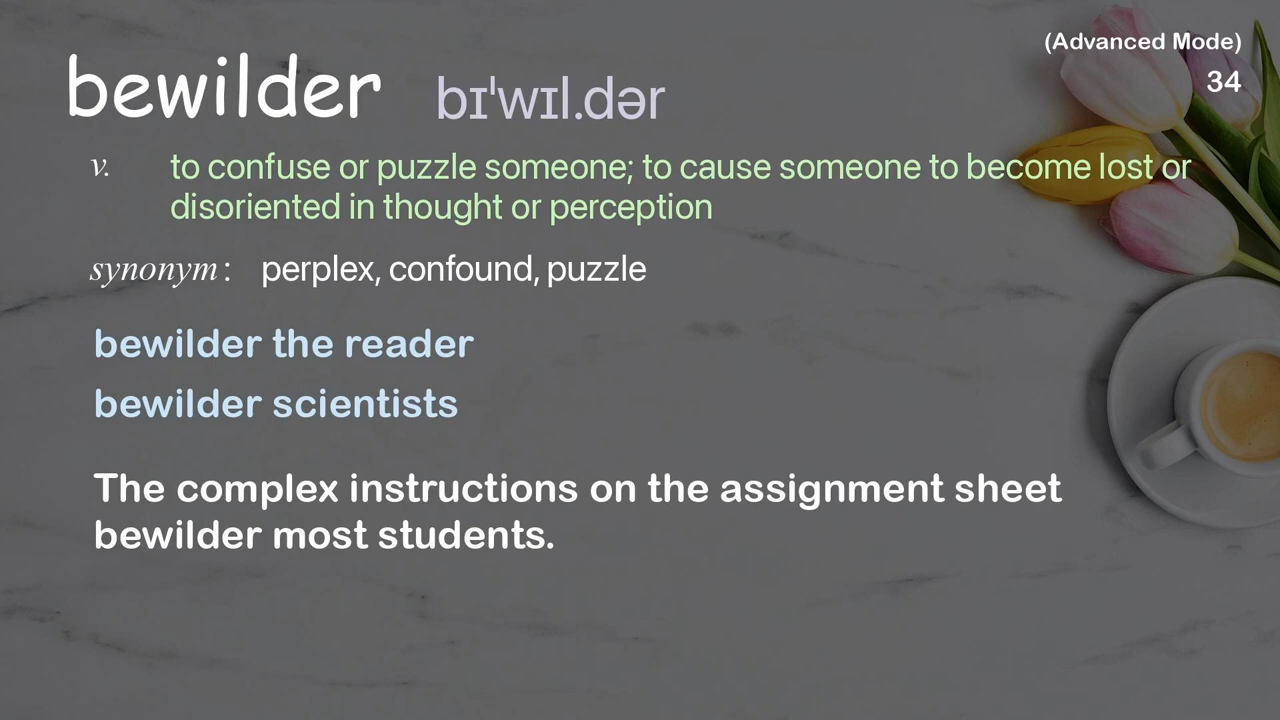 (Advanced Mode)
34
bewilder bɪˈwɪl.dər
v. to confuse or puzzle someone; to cause someone to become lost or
disoriented in thought or perception
synonym: perplex, confound, puzzle
bewilder the reader
bewilder scientists
The complex instructions on the assignment sheet
bewilder most students.